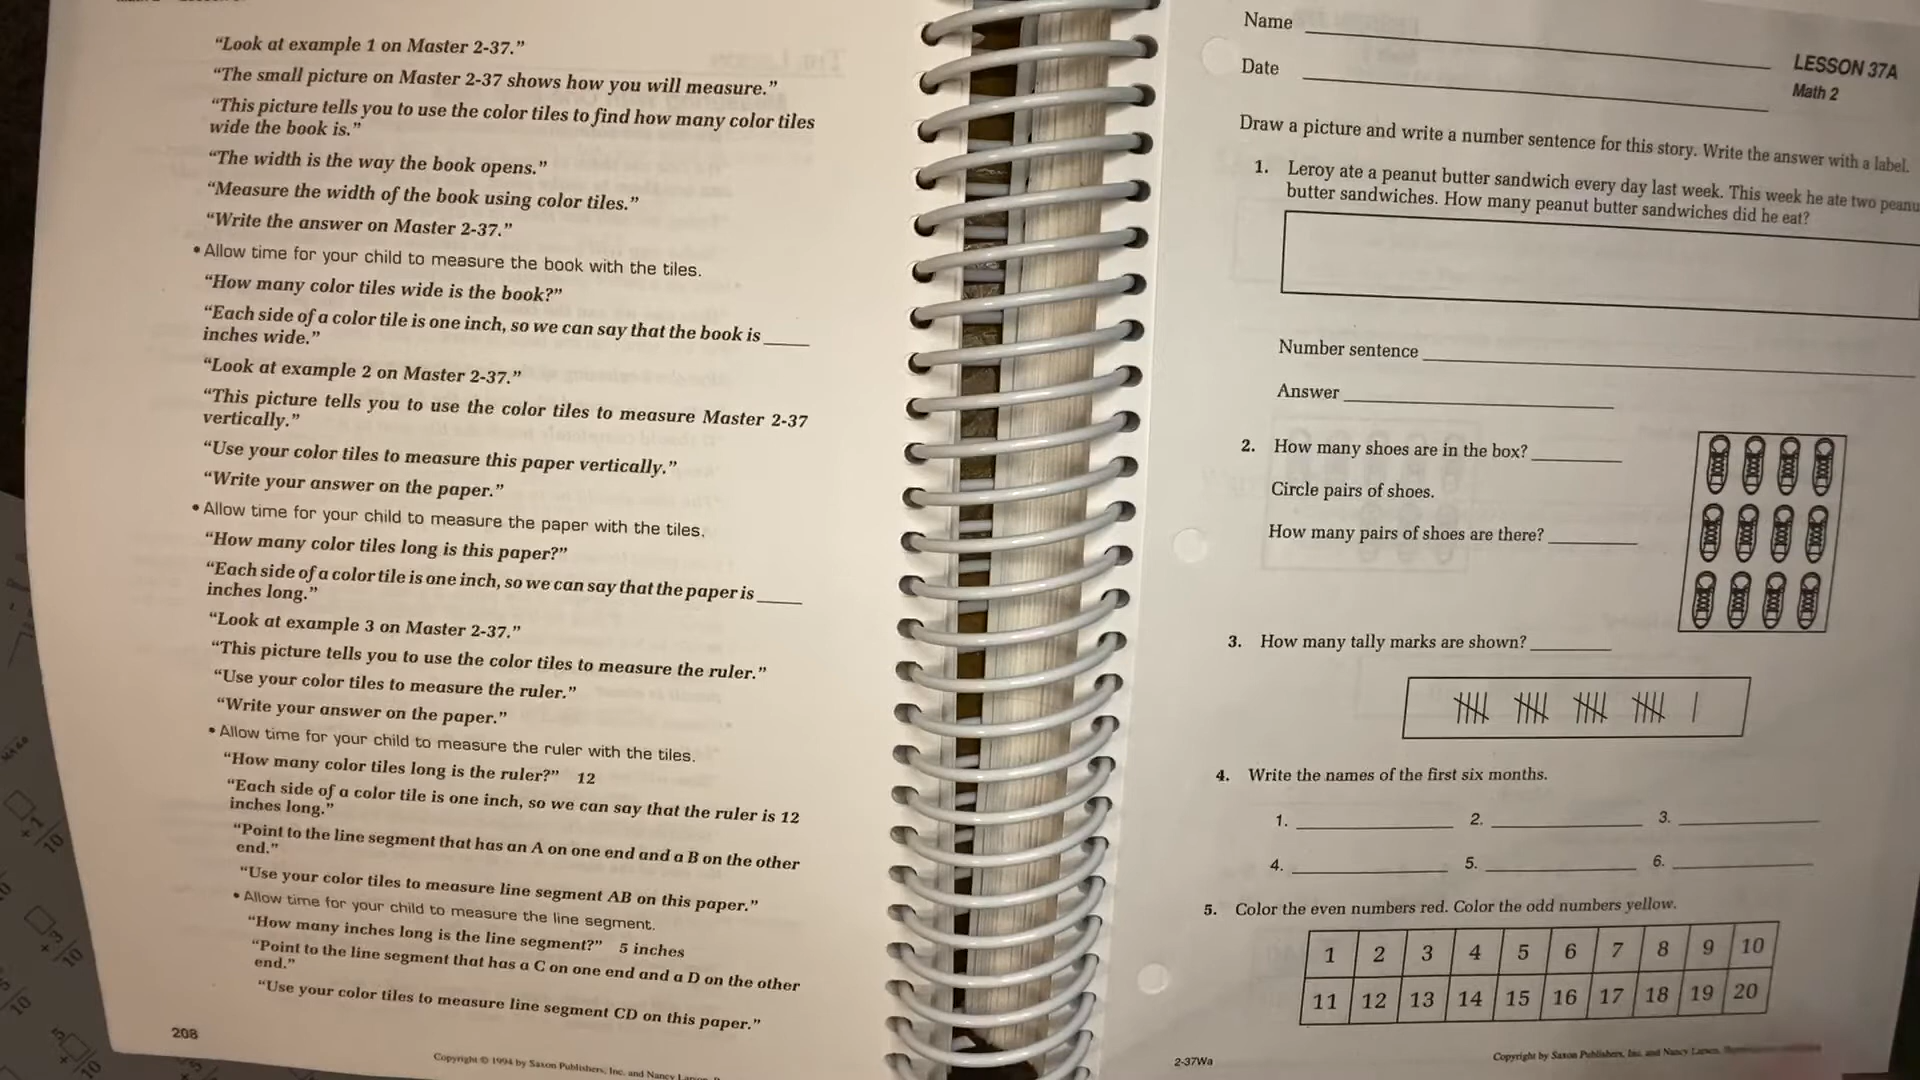 “Look at example 1 on Master 2-37.”
“The small picture on Master 2-37 shows how you will measure.”
“This picture tells you to use the color tiles to find how many color tiles
wide the book is.”
“The width is the way the book opens.”
“Measure the width of the book using color tiles.”
“Write the answer on Master 2-37.”
• Allow time for your child to measure the book with the tiles.
“How many color tiles wide is the book?”
“Each side of a color tile is one inch, so we can say that the book is ____
inches wide.”
“Look at example 2 on Master 2-37.”
“This picture tells you to use the color tiles to measure Master 2-37
vertically.”
“Use your color tiles to measure this paper vertically.”
“Write your answer on the paper.”
• Allow time for your child to measure the paper with the tiles.
“How many color tiles long is this paper?”
“Each side of a color tile is one inch, so we can say that the paper is ____
inches long.”
“Look at example 3 on Master 2-37.”
“This picture tells you to use the color tiles to measure the ruler.”
“Use your color tiles to measure the ruler.”
“Write your answer on the paper.”
• Allow time for your child to measure the ruler with the tiles.
“How many color tiles long is the ruler?” 12
“Each side of a color tile is one inch, so we can say that the ruler is 12
inches long.”
“Point to the line segment that has an A on one end and a B on the other
end.”
“Use your color tiles to measure line segment AB on this paper.”
• Allow time for your child to measure the line segment.
“How many inches long is the line segment?” 5 inches
“Point to the line segment that has a C on one end and a D on the other
end.”
“Use your color tiles to measure line segment CD on this paper.”
208
Copyright © 1994 by Saxon Publishers, Inc. and Nancy Larson.
Name
Date
LESSON 37A
Math 2
Draw a picture and write a number sentence for this story. Write the answer with a label.
1. Leroy ate a peanut butter sandwich every day last week. This week he ate two peanu
butter sandwiches. How many peanut butter sandwiches did he eat?
Number sentence
Answer
2. How many shoes are in the box?
Circle pairs of shoes.
How many pairs of shoes are there?
3. How many tally marks are shown?
4. Write the names of the first six months.
1. 2. 3.
4. 5. 6.
5. Color the even numbers red. Color the odd numbers yellow.
1 2 3 4 5 6 7 8 9 10
11 12 13 14 15 16 17 18 19 20
2-37Wa
Copyright by Saxon Publishers, Inc. and Nancy Larson.